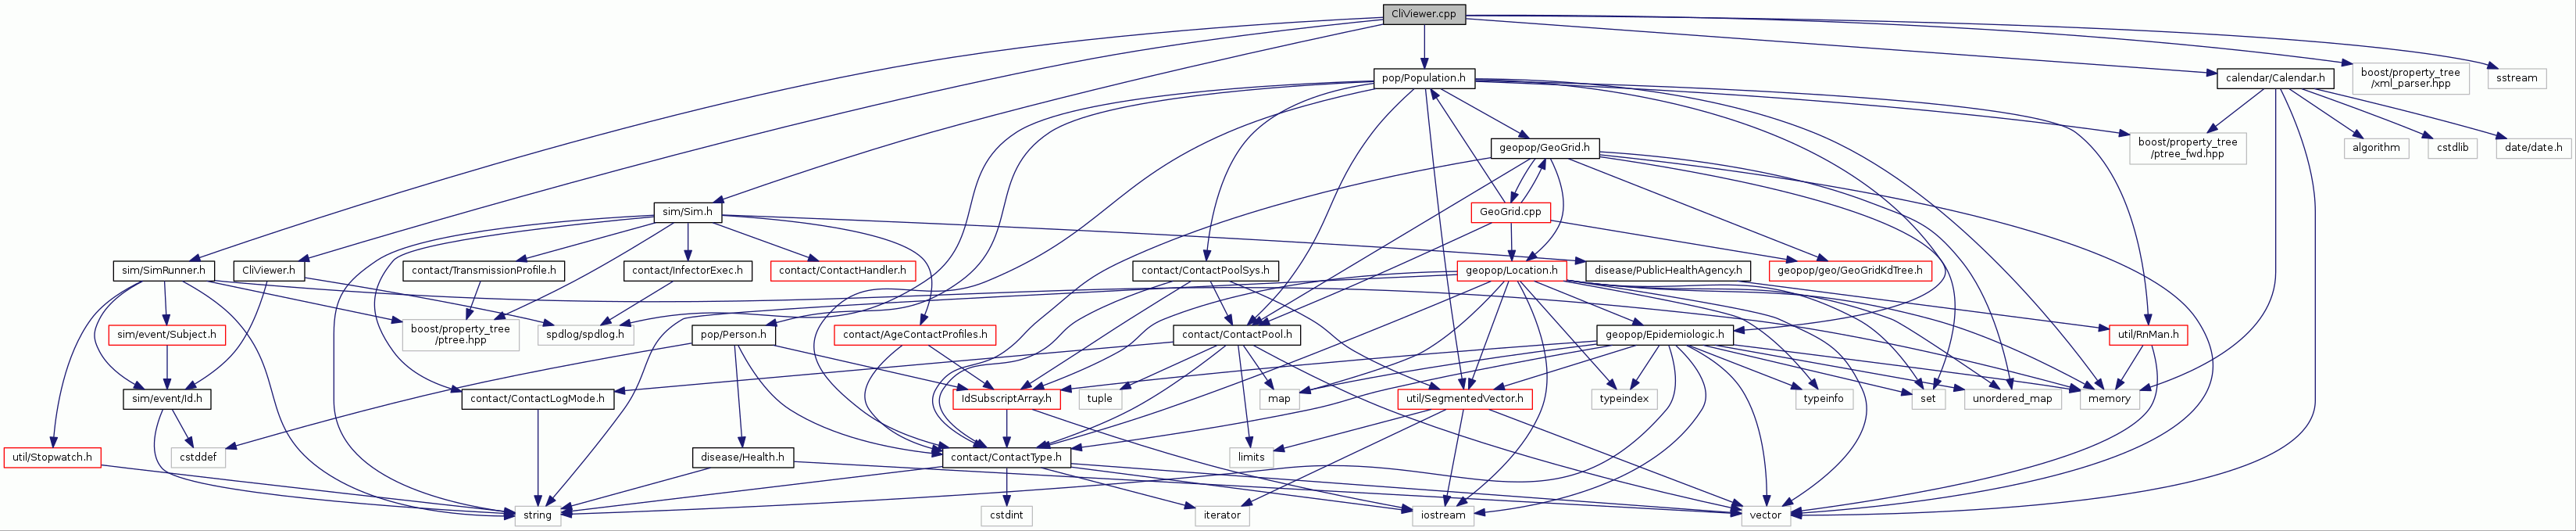 CliViewer.cpp
pop/Population.h
calendar/Calendar.h
boost/property_tree
/xml_parser.hpp
sstream
geopop/GeoGrid.h
boost/property_tree
/ptree_fwd.hpp
algorithm
cstdlib
date/date.h
sim/Sim.h
GeoGrid.cpp
sim/SimRunner.h
CliViewer.h
contact/TransmissionProfile.h
contact/InfectorExec.h
contact/ContactHandler.h
contact/ContactPoolSys.h
geopop/Location.h
disease/PublicHealthAgency.h
geopop/geo/GeoGridKdTree.h
sim/event/Subject.h
boost/property_tree
/ptree.hpp
spdlog/spdlog.h
pop/Person.h
contact/AgeContactProfiles.h
contact/ContactPool.h
geopop/Epidemiologic.h
util/RnMan.h
sim/event/Id.h
contact/ContactLogMode.h
IdSubscriptArray.h
tuple
map
util/SegmentedVector.h
typeindex
typeinfo
set
unordered_map
memory
util/Stopwatch.h
cstddef
disease/Health.h
contact/ContactType.h
limits
string
cstdint
iterator
iostream
vector